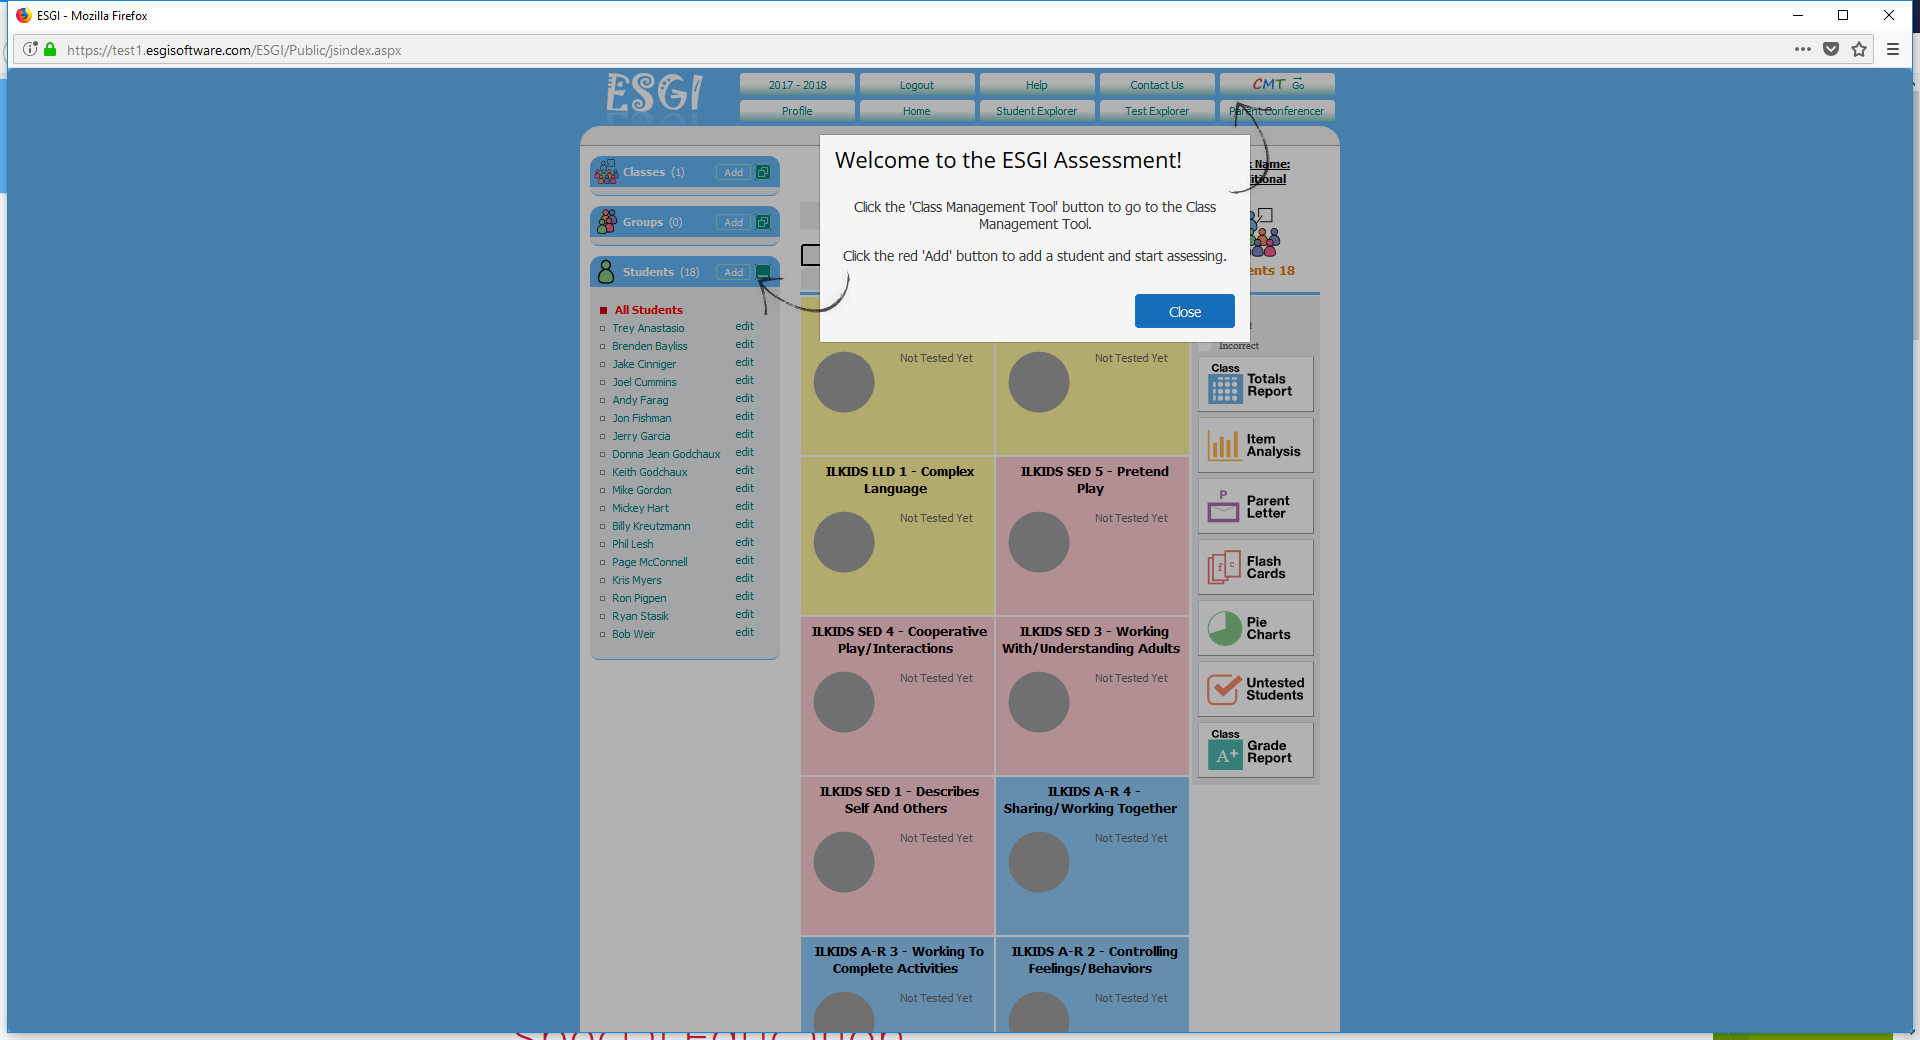 ESGI - Mozilla Firefox
https://test1.esgisoftware.com/ESGI/Public/jsindex.aspx
ESGI
2017 - 2018
Logout
Help
Contact Us
CMT Go
Profile
Home
Student Explorer
Test Explorer
Parent Conferencer
Classes (1)
Add
Groups (0)
Add
Students (18)
Add
All Students
Trey Anastasio edit
Brenden Bayliss edit
Jake Cinniger edit
Joel Cummins edit
Andy Farag edit
Jon Fishman edit
Jerry Garcia edit
Donna Jean Godchaux edit
Keith Godchaux edit
Mike Gordon edit
Mickey Hart edit
Billy Kreutzmann edit
Phil Lesh edit
Page McConnell edit
Kris Myers edit
Ron Pigpen edit
Ryan Stasik edit
Bob Weir edit
Welcome to the ESGI Assessment!
Click the 'Class Management Tool' button to go to the Class
Management Tool.
Click the red 'Add' button to add a student and start assessing.
Close
Name:
18
Incorrect
Not Tested Yet
Not Tested Yet
ILKIDS LLD 1 - Complex
Language
Not Tested Yet
ILKIDS SED 5 - Pretend
Play
Not Tested Yet
ILKIDS SED 4 - Cooperative
Play/Interactions
Not Tested Yet
ILKIDS SED 3 - Working
With/Understanding Adults
Not Tested Yet
ILKIDS SED 1 - Describes
Self And Others
Not Tested Yet
ILKIDS A-R 4 -
Sharing/Working Together
Not Tested Yet
ILKIDS A-R 3 - Working To
Complete Activities
Not Tested Yet
ILKIDS A-R 2 - Controlling
Feelings/Behaviors
Not Tested Yet
Class
Totals
Report
Item
Analysis
P
Parent
Letter
f c
Flash
Cards
Pie
Charts
Untested
Students
Class
A+
Grade
Report